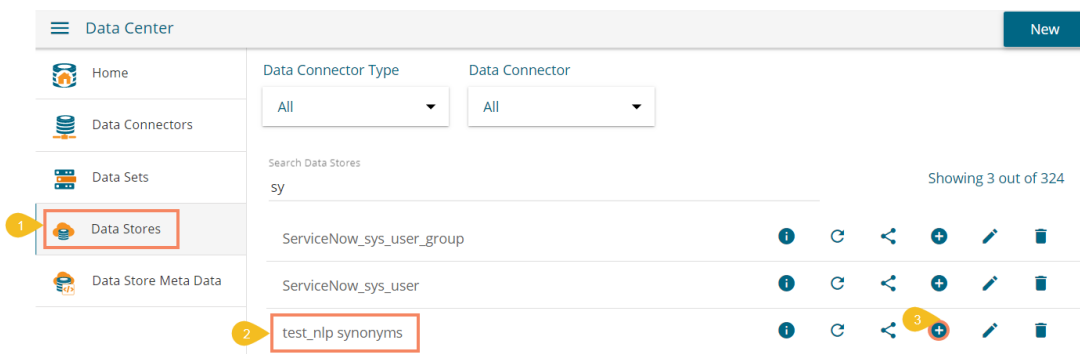 Data Center
New
Home
Data Connectors
Data Sets
1
Data Stores
Data Store Meta Data
Data Connector Type
Data Connector
All
All
Search Data Stores
sy
Showing 3 out of 324
ServiceNow_sys_user_group
ServiceNow_sys_user
2
test_nlp synonyms
3